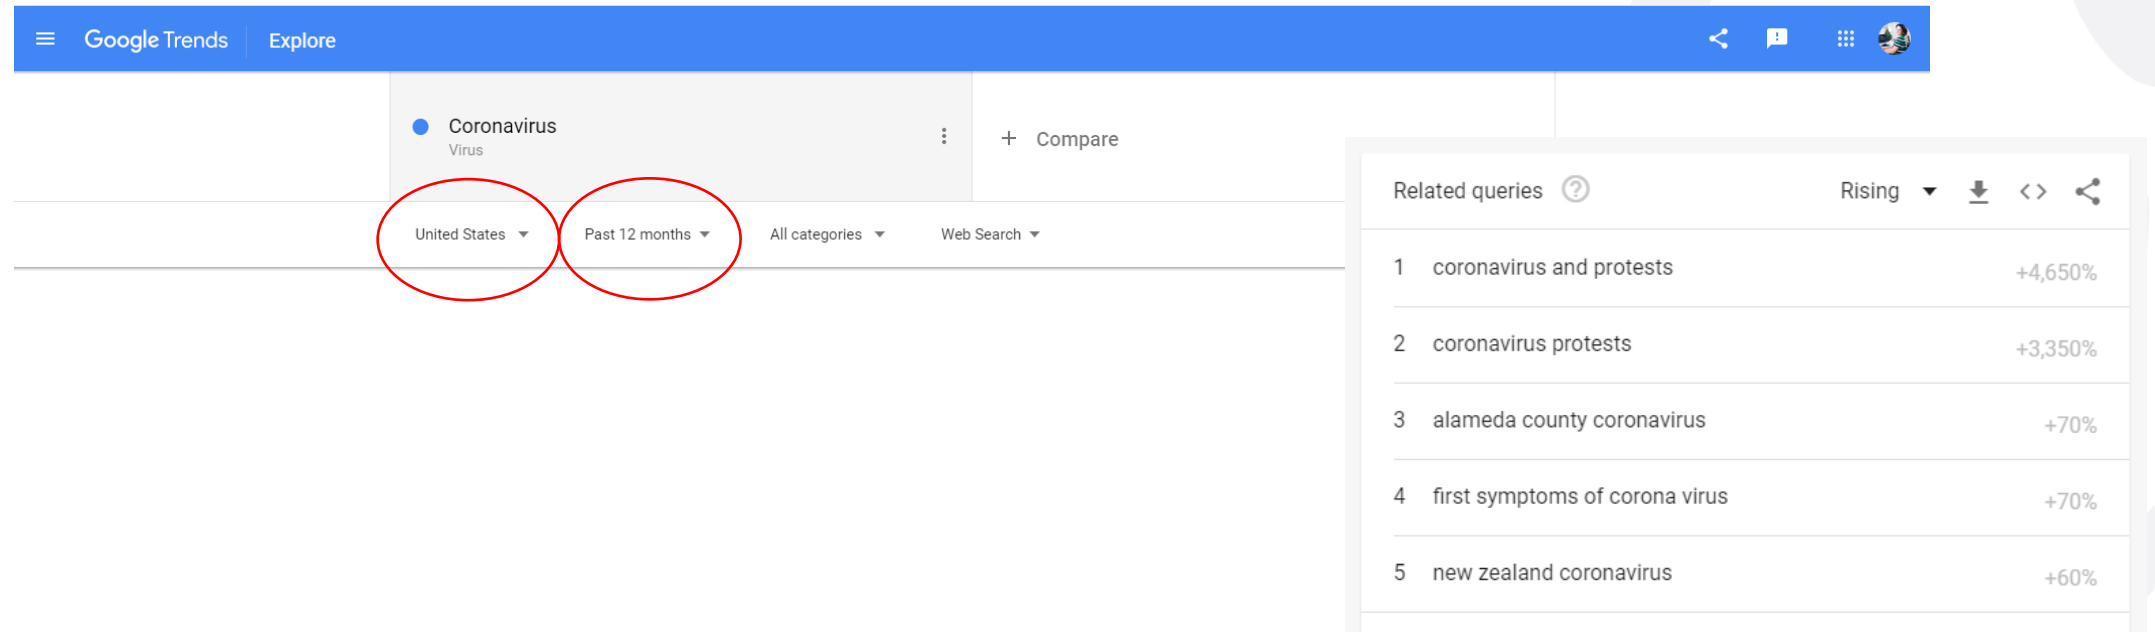 Google Trends Explore
Coronavirus
Virus
+ Compare
United States Past 12 months All categories Web Search
Related queries ? Rising
1 coronavirus and protests +4,650%
2 coronavirus protests +3,350%
3 alameda county coronavirus +70%
4 first symptoms of corona virus +70%
5 new zealand coronavirus +60%